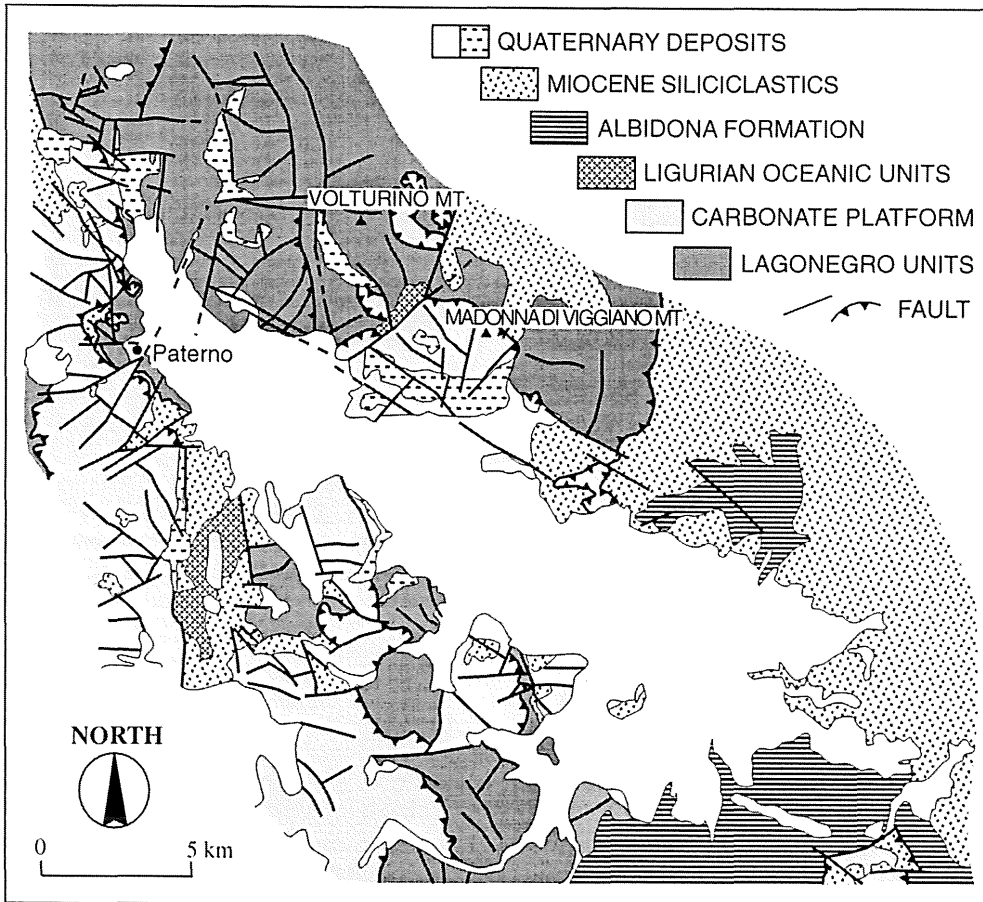 QUATERNARY DEPOSITS
MIOCENE SILICICLASTICS
ALBIDONA FORMATION
LIGURIAN OCEANIC UNITS
CARBONATE PLATFORM
LAGONEGRO UNITS
FAULT
VOLTURINO MT
MADONNA DI VIGGIANO MT
Paterno
NORTH
0 5 km